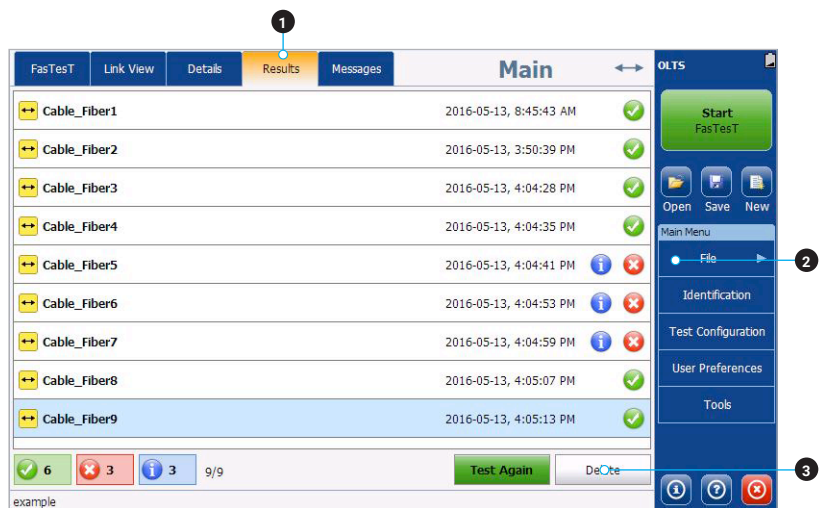 1
FasTesT Link View Details Results Messages Main OLTS
Cable_Fiber1 2016-05-13, 8:45:43 AM
Cable_Fiber2 2016-05-13, 3:50:39 PM
Cable_Fiber3 2016-05-13, 4:04:28 PM
Cable_Fiber4 2016-05-13, 4:04:35 PM
Cable_Fiber5 2016-05-13, 4:04:41 PM
Cable_Fiber6 2016-05-13, 4:04:53 PM
Cable_Fiber7 2016-05-13, 4:04:59 PM
Cable_Fiber8 2016-05-13, 4:05:07 PM
Cable_Fiber9 2016-05-13, 4:05:13 PM
6 3 3 9/9 Test Again Delete 3
example
Start
FasTesT
Open Save New
Main Menu
File 2
Identification
Test Configuration
User Preferences
Tools